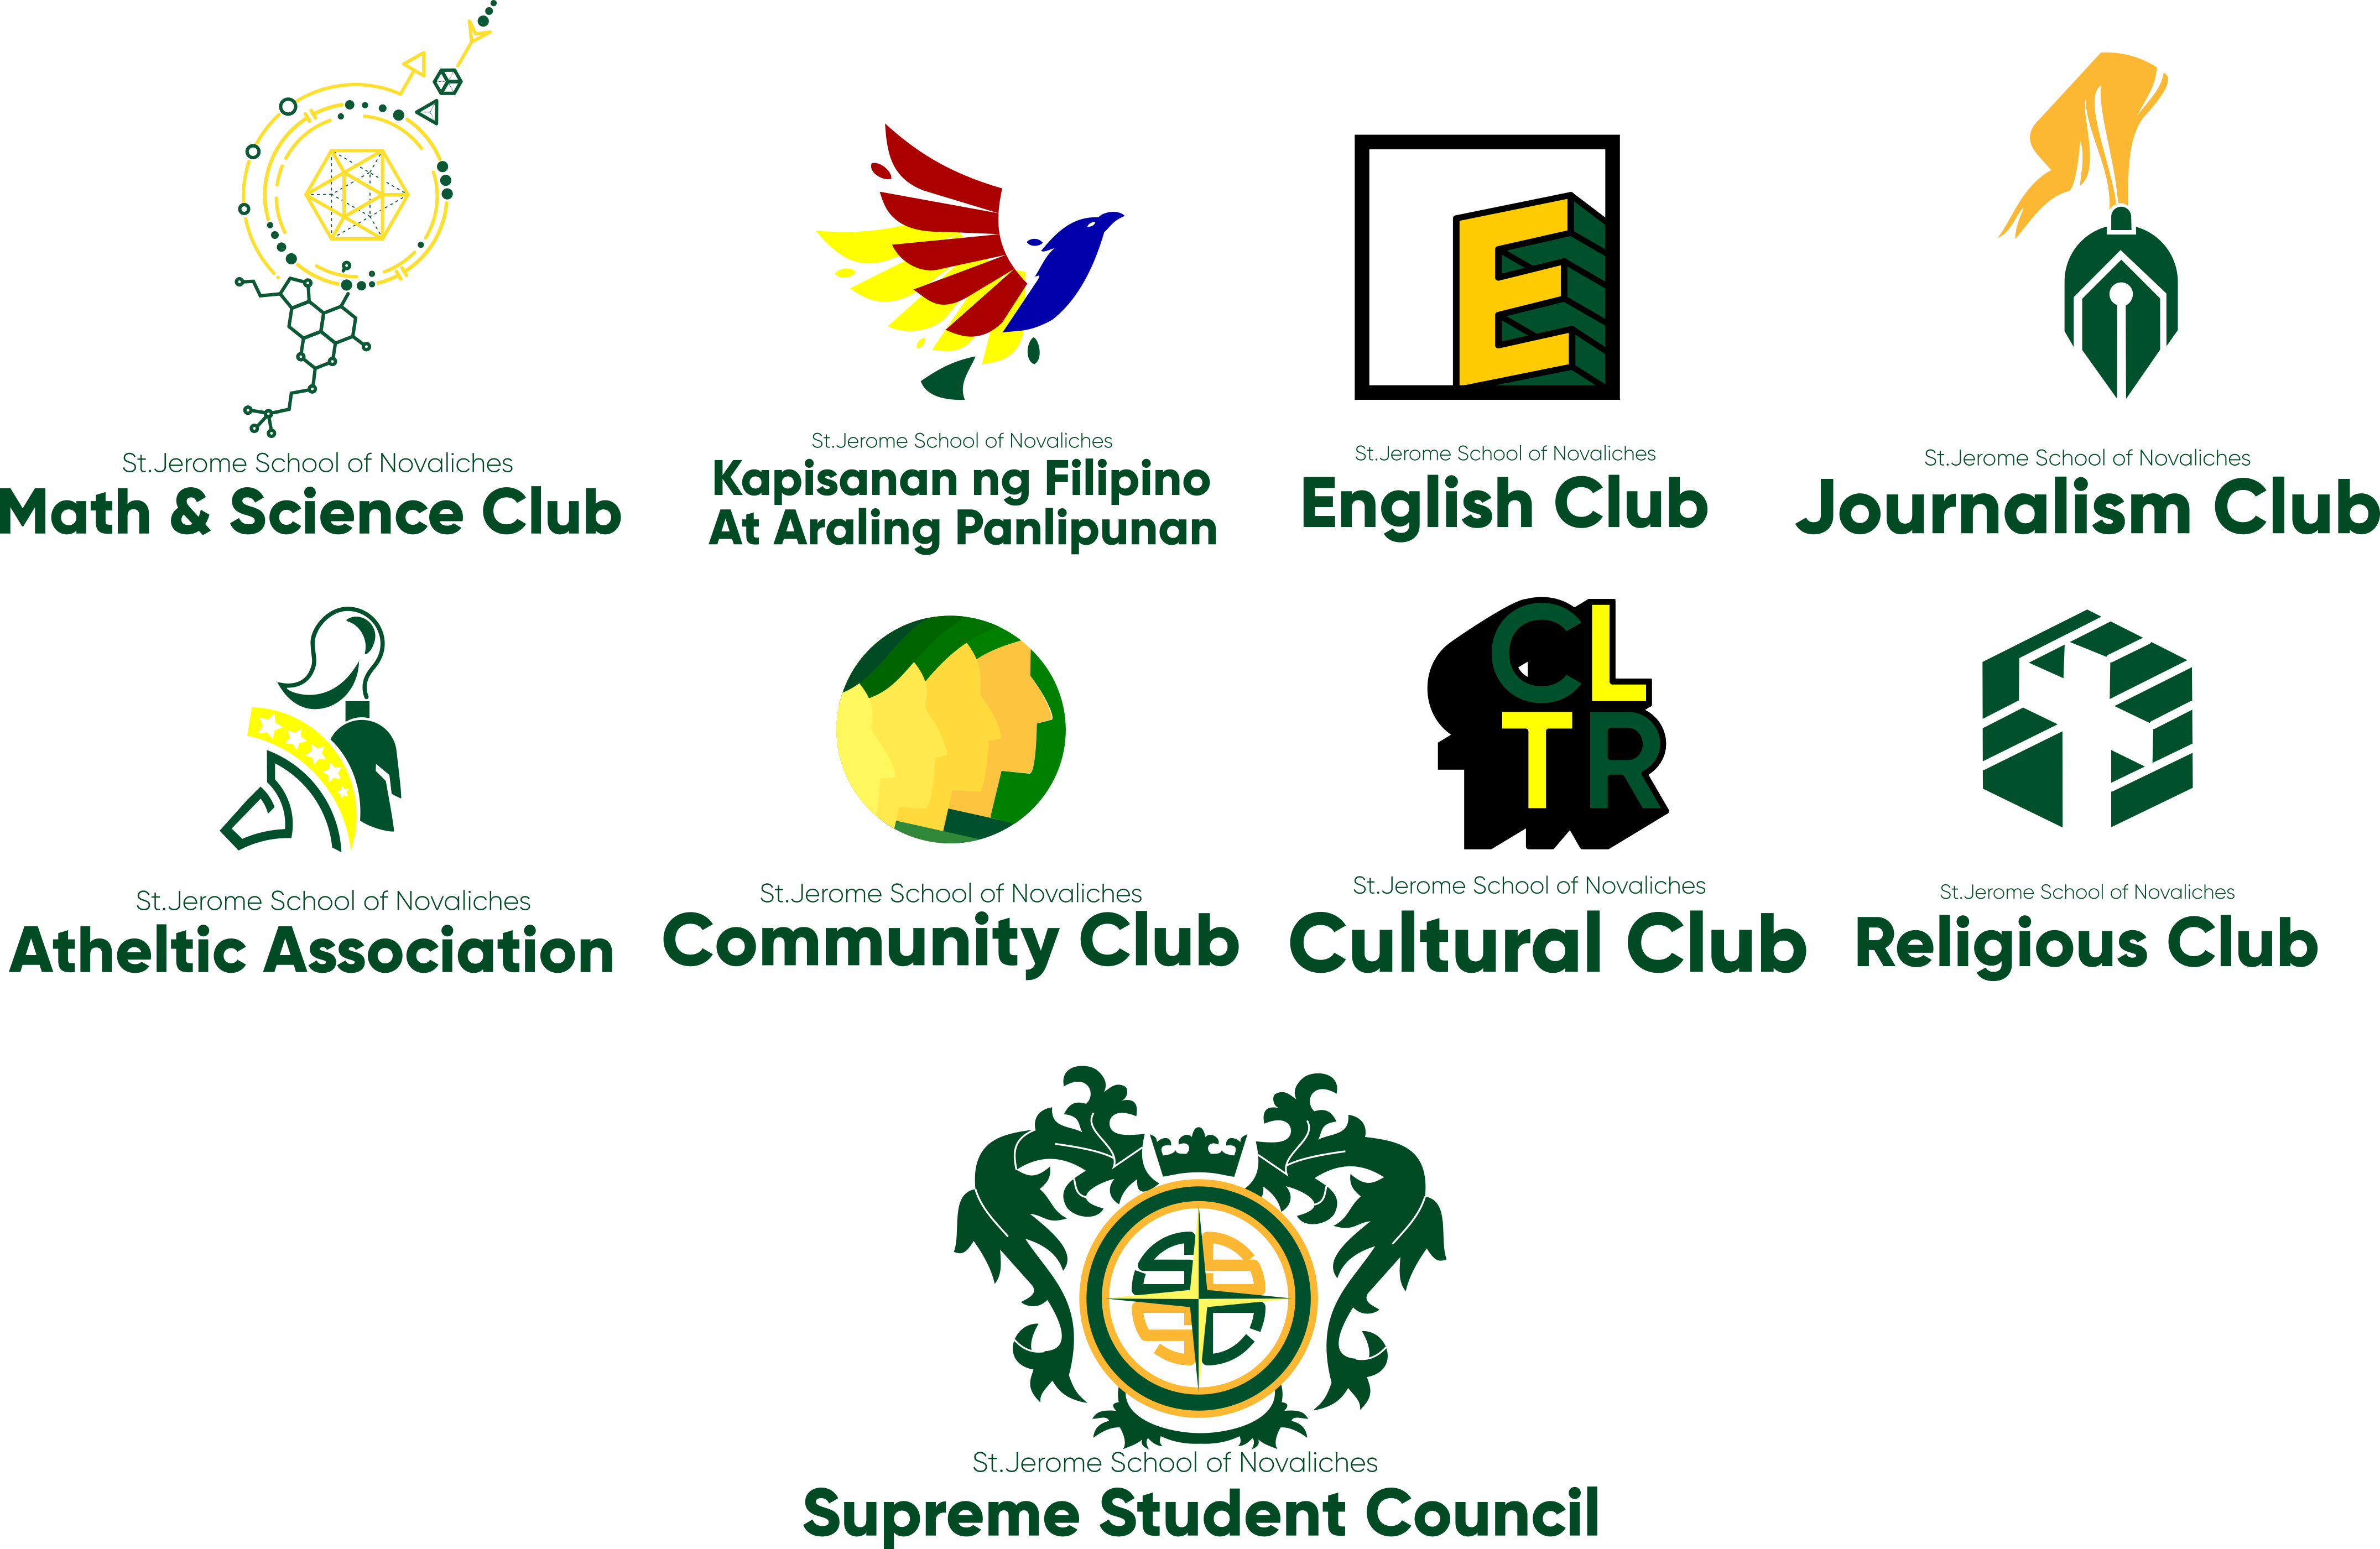 St.Jerome School of Novaliches
Math & Science Club
St.Jerome School of Novaliches
Kapisanan ng Filipino
At Araling Panlipunan
E
St.Jerome School of Novaliches
English Club
St.Jerome School of Novaliches
Journalism Club
St.Jerome School of Novaliches
Atheltic Association
St.Jerome School of Novaliches
Community Club
CL
TR
St.Jerome School of Novaliches
Cultural Club
St.Jerome School of Novaliches
Religious Club
SS
SC
St.Jerome School of Novaliches
Supreme Student Council